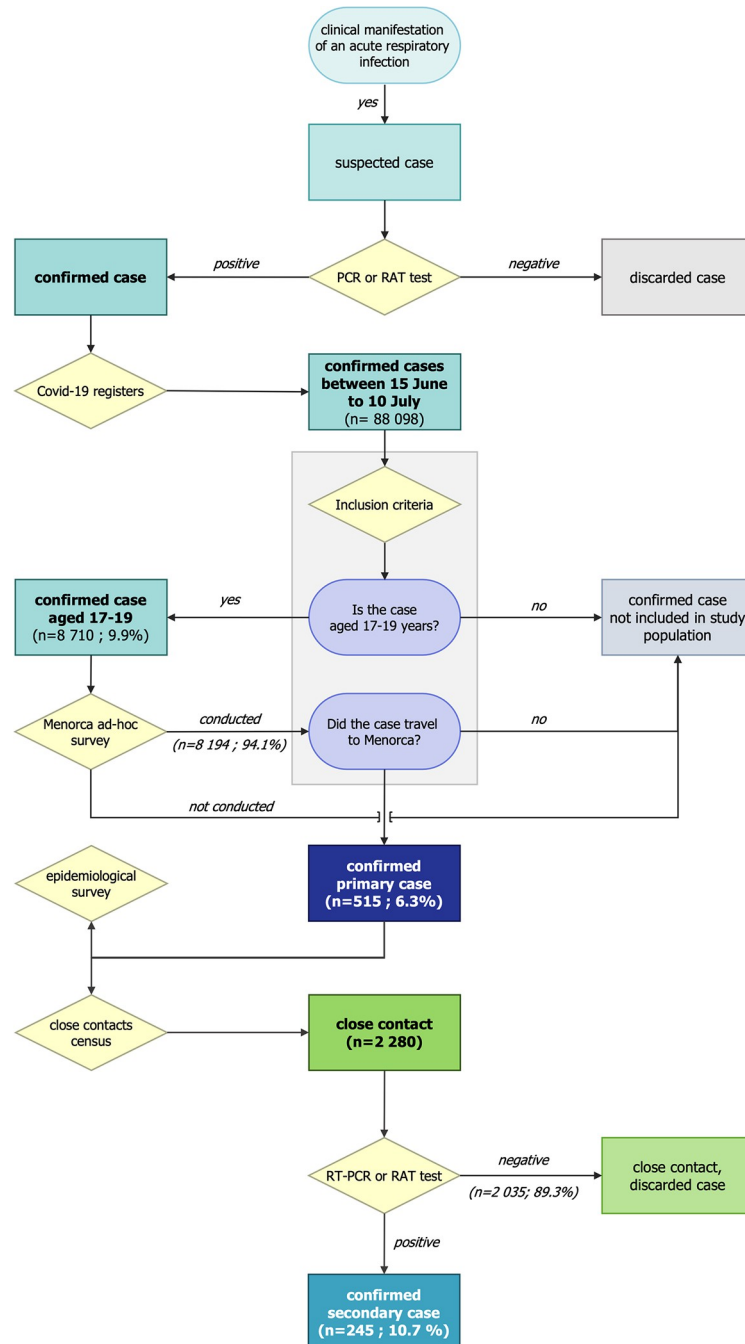 clinical manifestation
of an acute respiratory
infection
yes
suspected case
confirmed case
positive
PCR or RAT test
negative
discarded case
Covid-19 registers
confirmed cases
between 15 June
to 10 July
(n= 88 098)
Inclusion criteria
confirmed case
aged 17-19
(n=8 710 ; 9.9%)
yes
Is the case
aged 17-19 years?
no
confirmed case
not included in study
population
Menorca ad-hoc
survey
conducted
(n=8 194 ; 94.1%)
Did the case travel
to Menorca?
no
not conducted
confirmed
primary case
(n=515 ; 6.3%)
epidemiological
survey
close contacts
census
close contact
(n=2 280)
RT-PCR or RAT test
negative
(n=2 035; 89.3%)
close contact,
discarded case
positive
confirmed
secondary case
(n=245 ; 10.7 %)